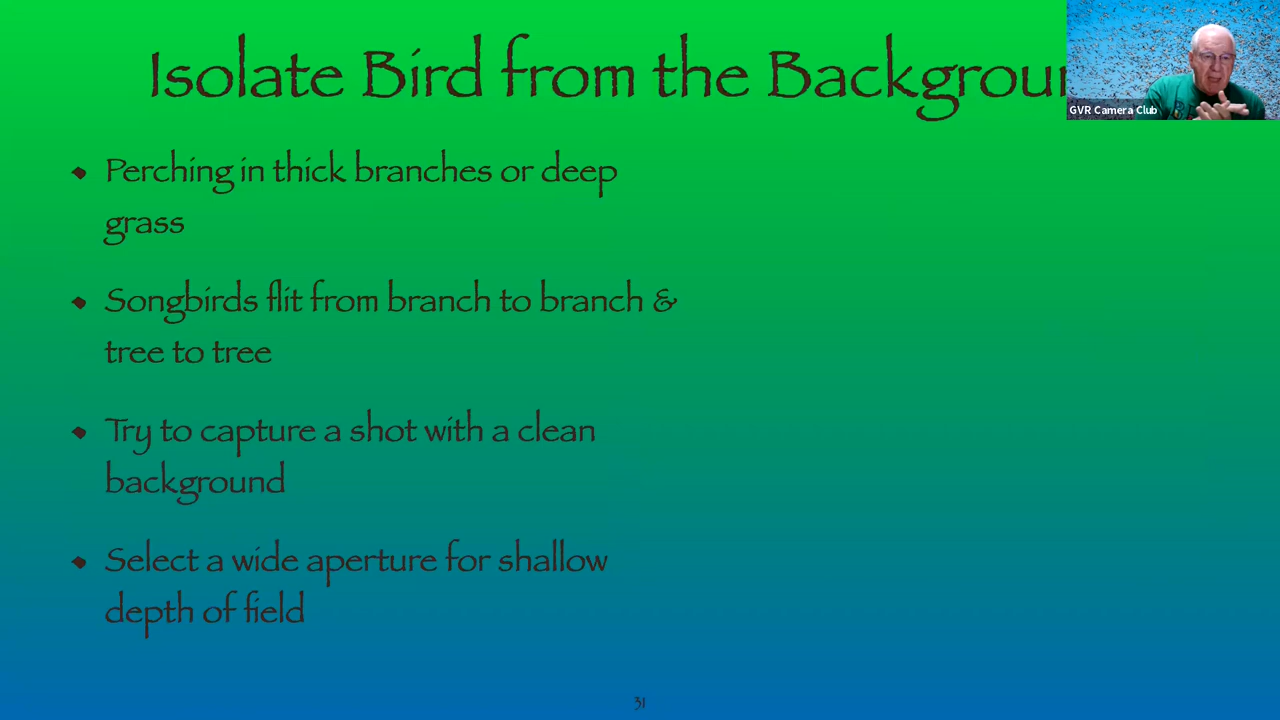 Isolate Bird from the Backgroun
GVR Camera Club
Perching in thick branches or deep
grass
Songbirds flit from branch to branch &
tree to tree
Try to capture a shot with a clean
background
Select a wide aperture for shallow
depth of field
31